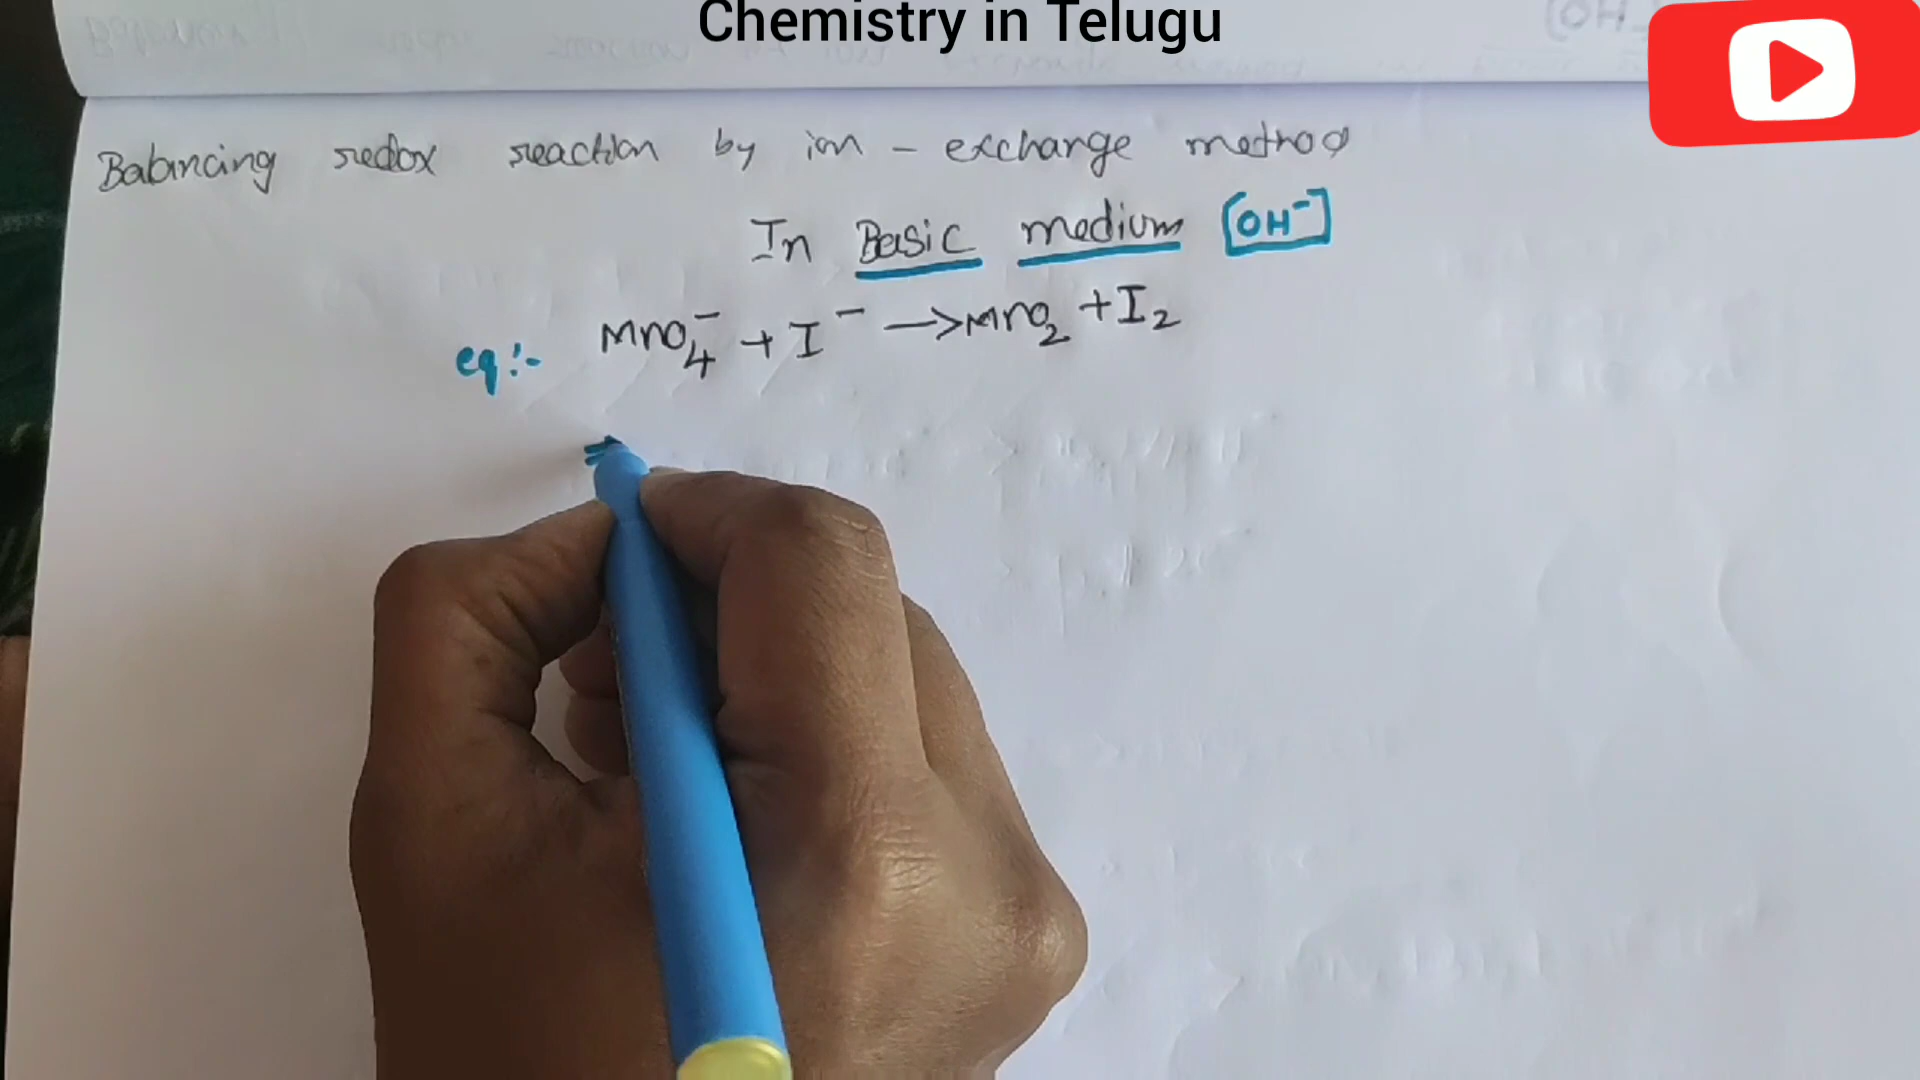 Chemistry in Telugu
Balancing redox reaction by ion - exchange method
In Basic medium [OH⁻]
eq:- MnO₄⁻ + I⁻ → MnO₂ + I₂